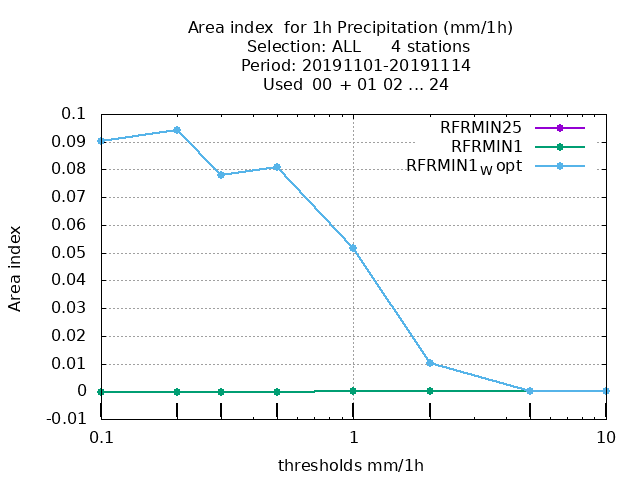 Area index  for 1h Precipitation (mm/1h)
Selection: ALL      4 stations
Period: 20191101-20191114
Used  00 + 01 02 ... 24
RFRMIN25
RFRMIN1
RFRMIN1w opt
0.1
0.09
0.08
0.07
0.06
0.05
0.04
0.03
0.02
0.01
0
-0.01
Area index
0.1 1 10
thresholds mm/1h